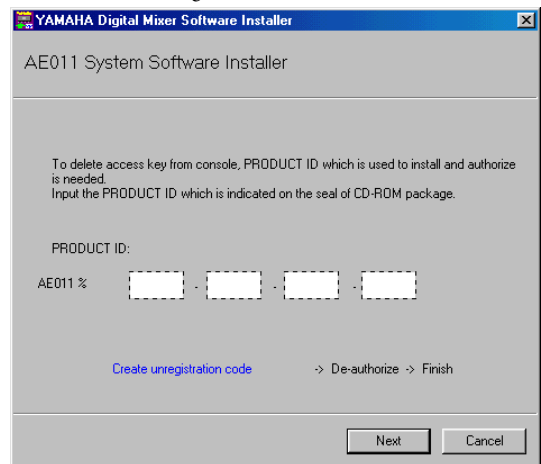 YAMAHA Digital Mixer Software Installer
AE011 System Software Installer
To delete access key from console, PRODUCT ID which is used to install and authorize
is needed.
Input the PRODUCT ID which is indicated on the seal of CD-ROM package.
PRODUCT ID:
AE011 % - - -
Create unregistration code -> De-authorize -> Finish
Next Cancel